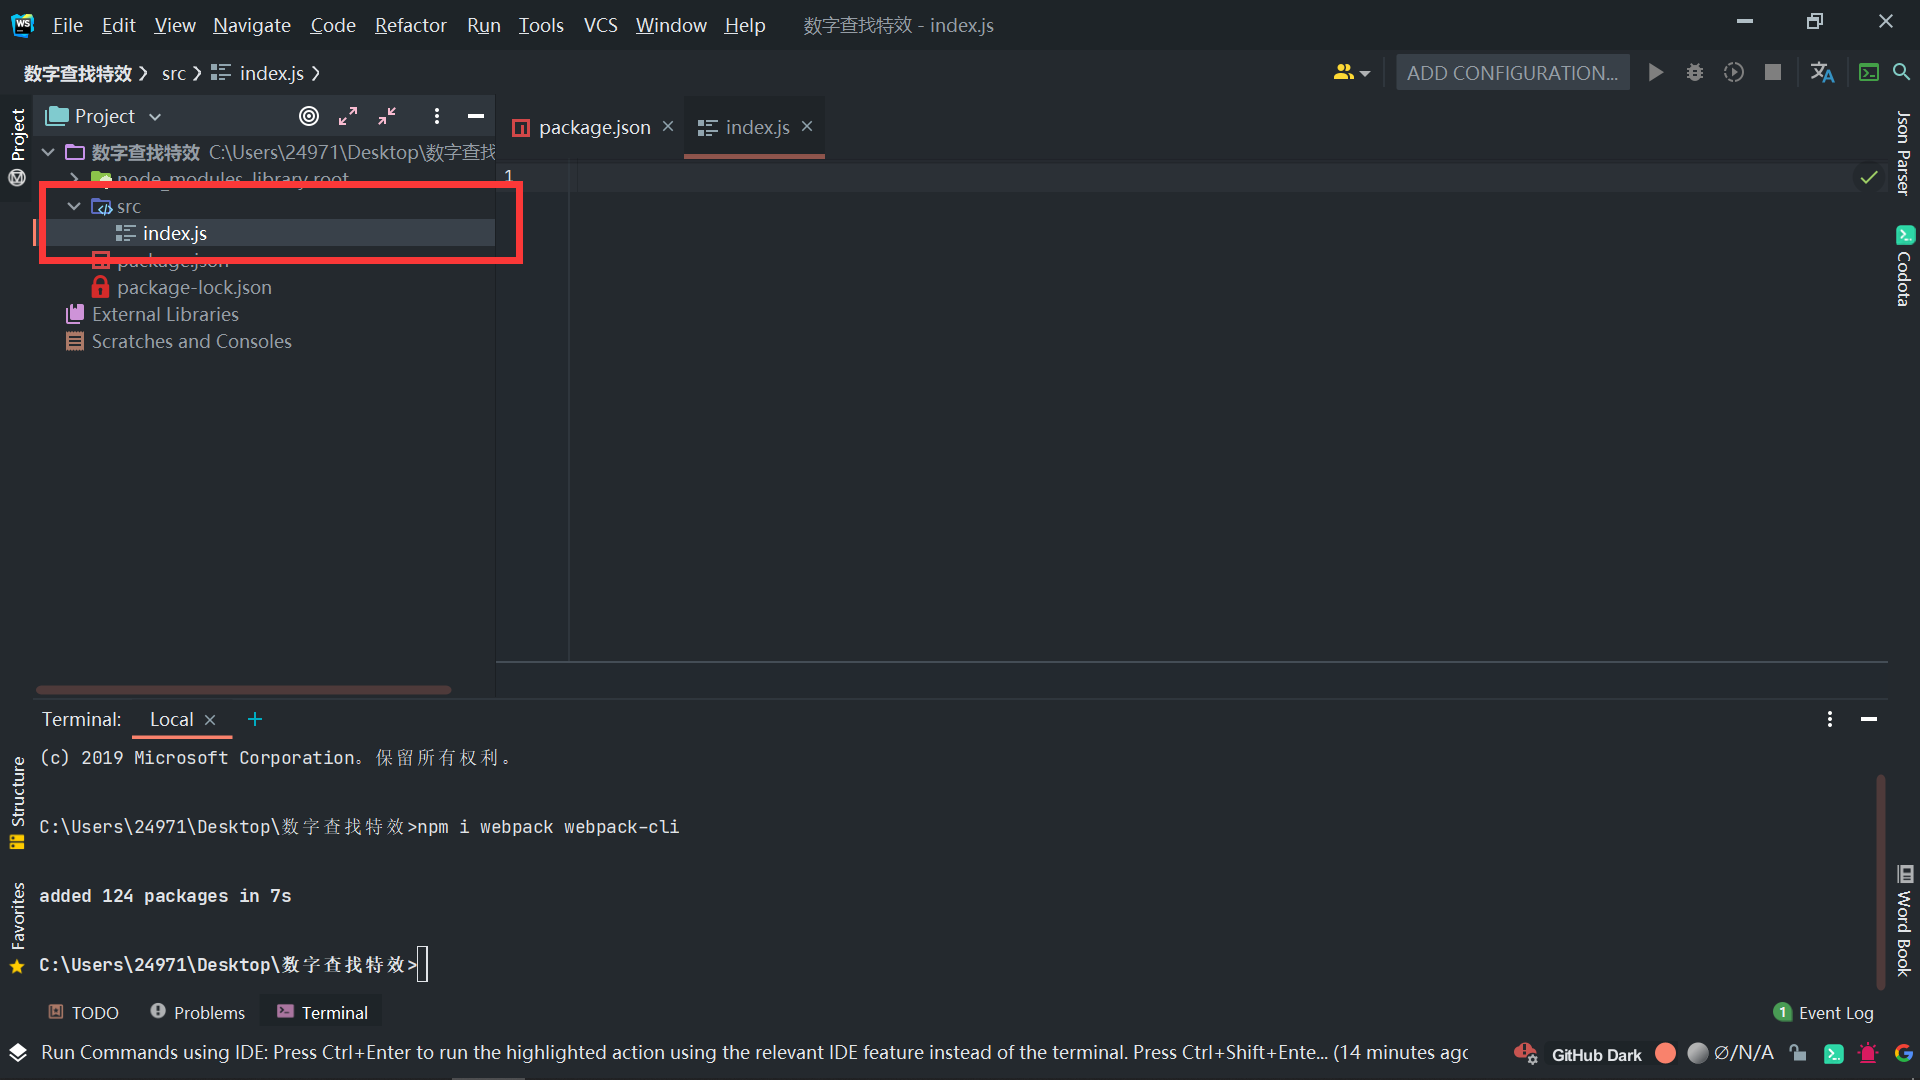 File Edit View Navigate Code Refactor Run Tools VCS Window Help 数字查找特效 - index.js
数字查找特效 src index.js
ADD CONFIGURATION...
Project
Project
数字查找特效 C:\Users\24971\Desktop\数字查找
node_modules library root
src
index.js
package.json
package-lock.json
External Libraries
Scratches and Consoles
package.json
index.js
1
Json Parser
Codota
Terminal: Local
(c) 2019 Microsoft Corporation。保留所有权利。
C:\Users\24971\Desktop\数字查找特效>npm i webpack webpack-cli
added 124 packages in 7s
C:\Users\24971\Desktop\数字查找特效>
Structure
Favorites
Word Book
TODO Problems Terminal
1 Event Log
Run Commands using IDE: Press Ctrl+Enter to run the highlighted action using the relevant IDE feature instead of the terminal. Press Ctrl+Shift+Ente... (14 minutes ago
GitHub Dark ∅/N/A